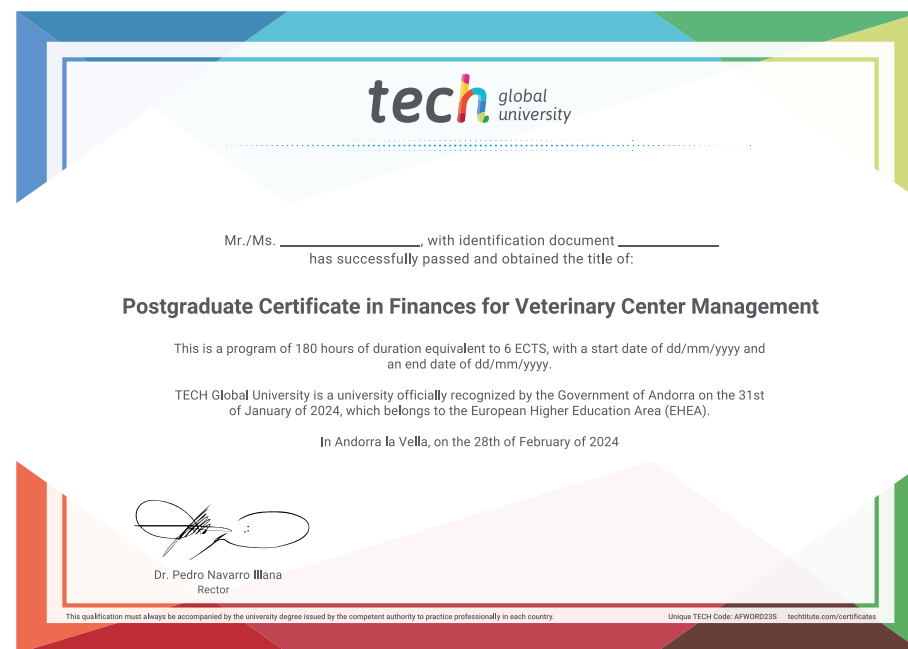 tech global
university
Mr./Ms. ____________________, with identification document ______________
has successfully passed and obtained the title of:
Postgraduate Certificate in Finances for Veterinary Center Management
This is a program of 180 hours of duration equivalent to 6 ECTS, with a start date of dd/mm/yyyy and
an end date of dd/mm/yyyy.
TECH Global University is a university officially recognized by the Government of Andorra on the 31st
of January of 2024, which belongs to the European Higher Education Area (EHEA).
In Andorra la Vella, on the 28th of February of 2024
Dr. Pedro Navarro Illana
Rector
This qualification must always be accompanied by the university degree issued by the competent authority to practice professionally in each country.
Unique TECH Code: AFWORD23S techtitute.com/certificates